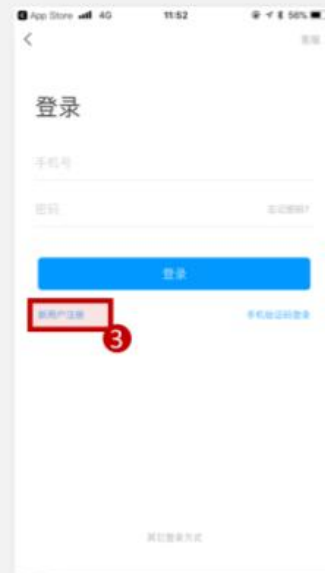 App Store 4G 11:52 56%
客服
登录
手机号
密码 忘记密码?
登录
新用户注册 手机验证码登录
3
其它登录方式